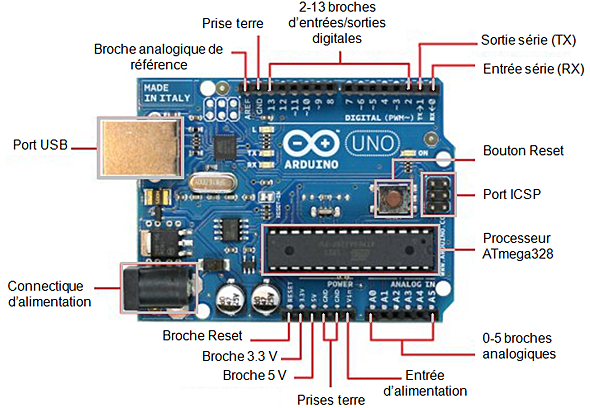 2-13 broches
d'entrées/sorties
digitales
Prise terre
Broche analogique de
référence
Sortie série (TX)
Entrée série (RX)
MADE
IN ITALY
AREF
GND
13
12
11
10
9
8
7
6
5
4
3
2
DIGITAL (PWM~)
L
TX
RX
ARDUINO
UNO
ON
Port USB
Bouton Reset
Port ICSP
Processeur
ATmega328
Connectique
d'alimentation
POWER
ANALOG IN
RESET
3.3V
5V
GND
GND
Vin
A0
A1
A2
A3
A4
A5
Broche Reset
Broche 3.3 V
Broche 5 V
Prises terre
Entrée
d'alimentation
0-5 broches
analogiques